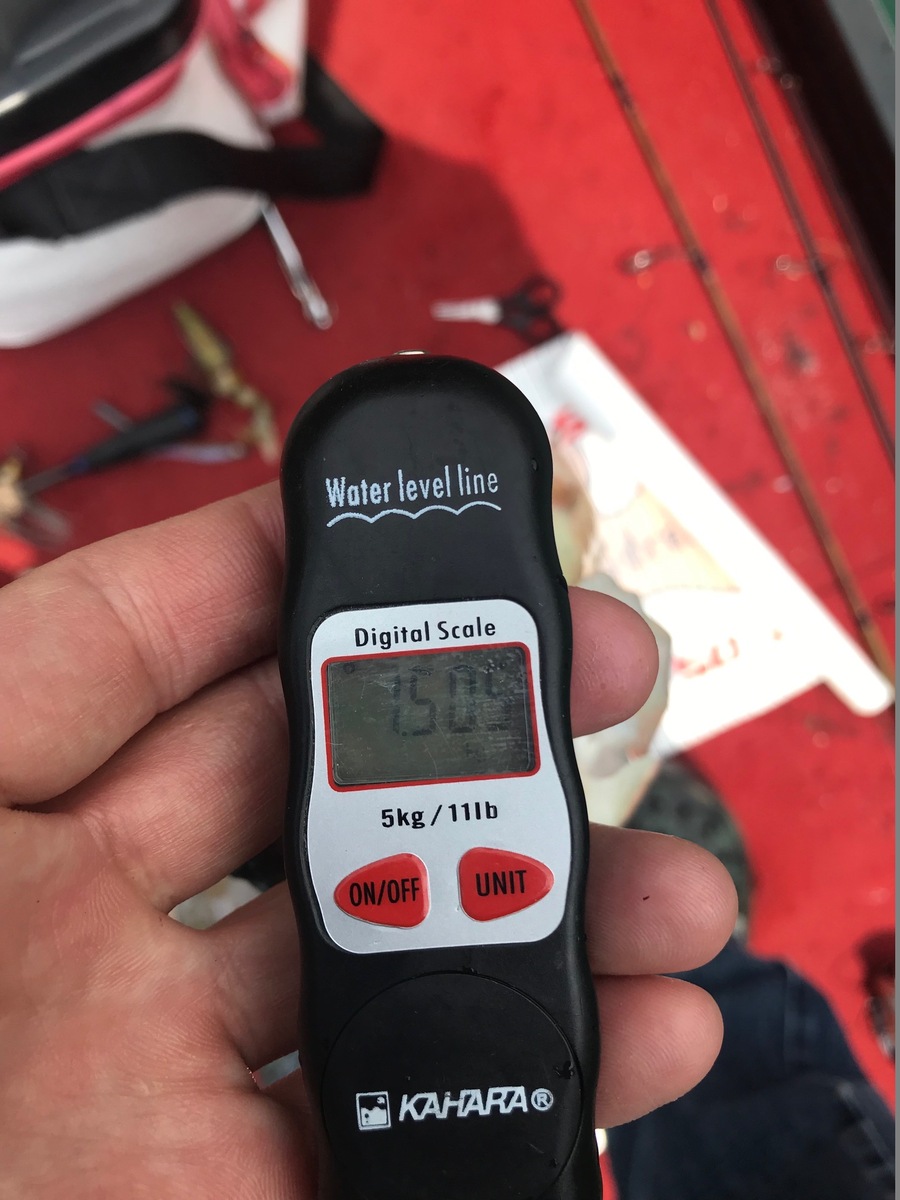 Water level line
Digital Scale
5kg/11lb
ON/OFF
UNIT
KAHARA®